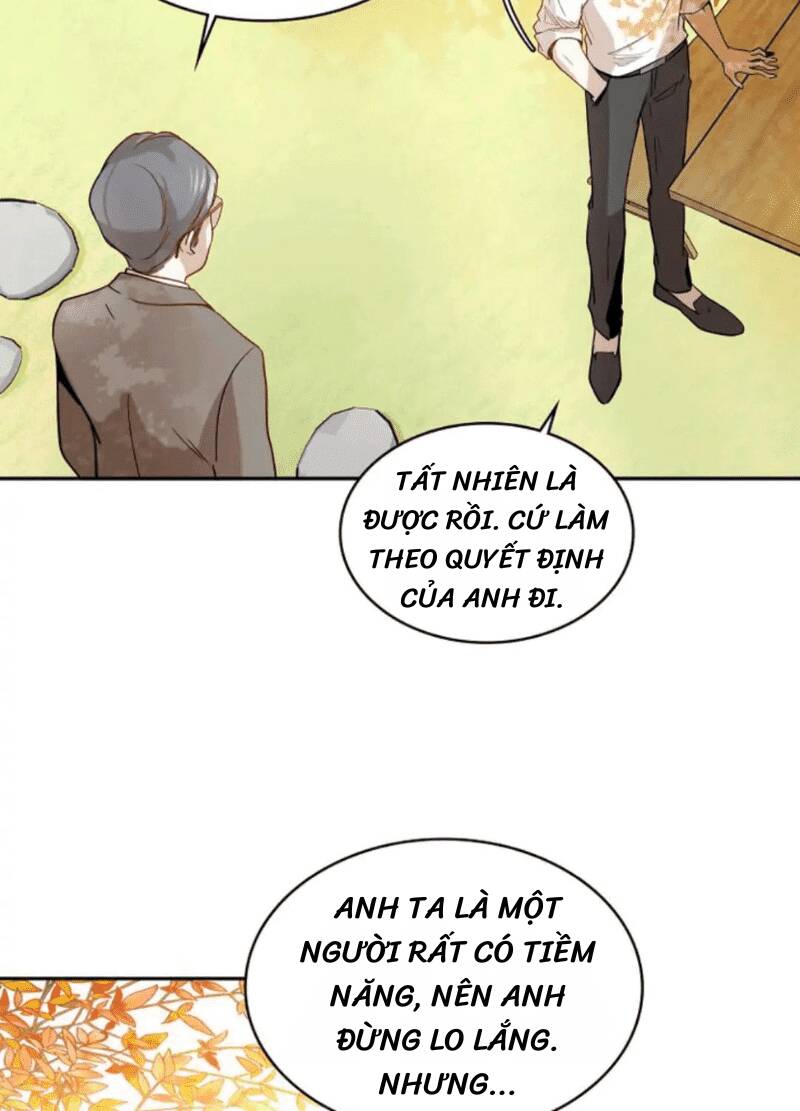 TẤT NHIÊN LÀ
ĐƯỢC RỒI. CỨ LÀM
THEO QUYẾT ĐỊNH
CỦA ANH ĐI.
ANH TA LÀ MỘT
NGƯỜI RẤT CÓ TIỀM
NĂNG, NÊN ANH
ĐỪNG LO LẮNG.
NHƯNG...